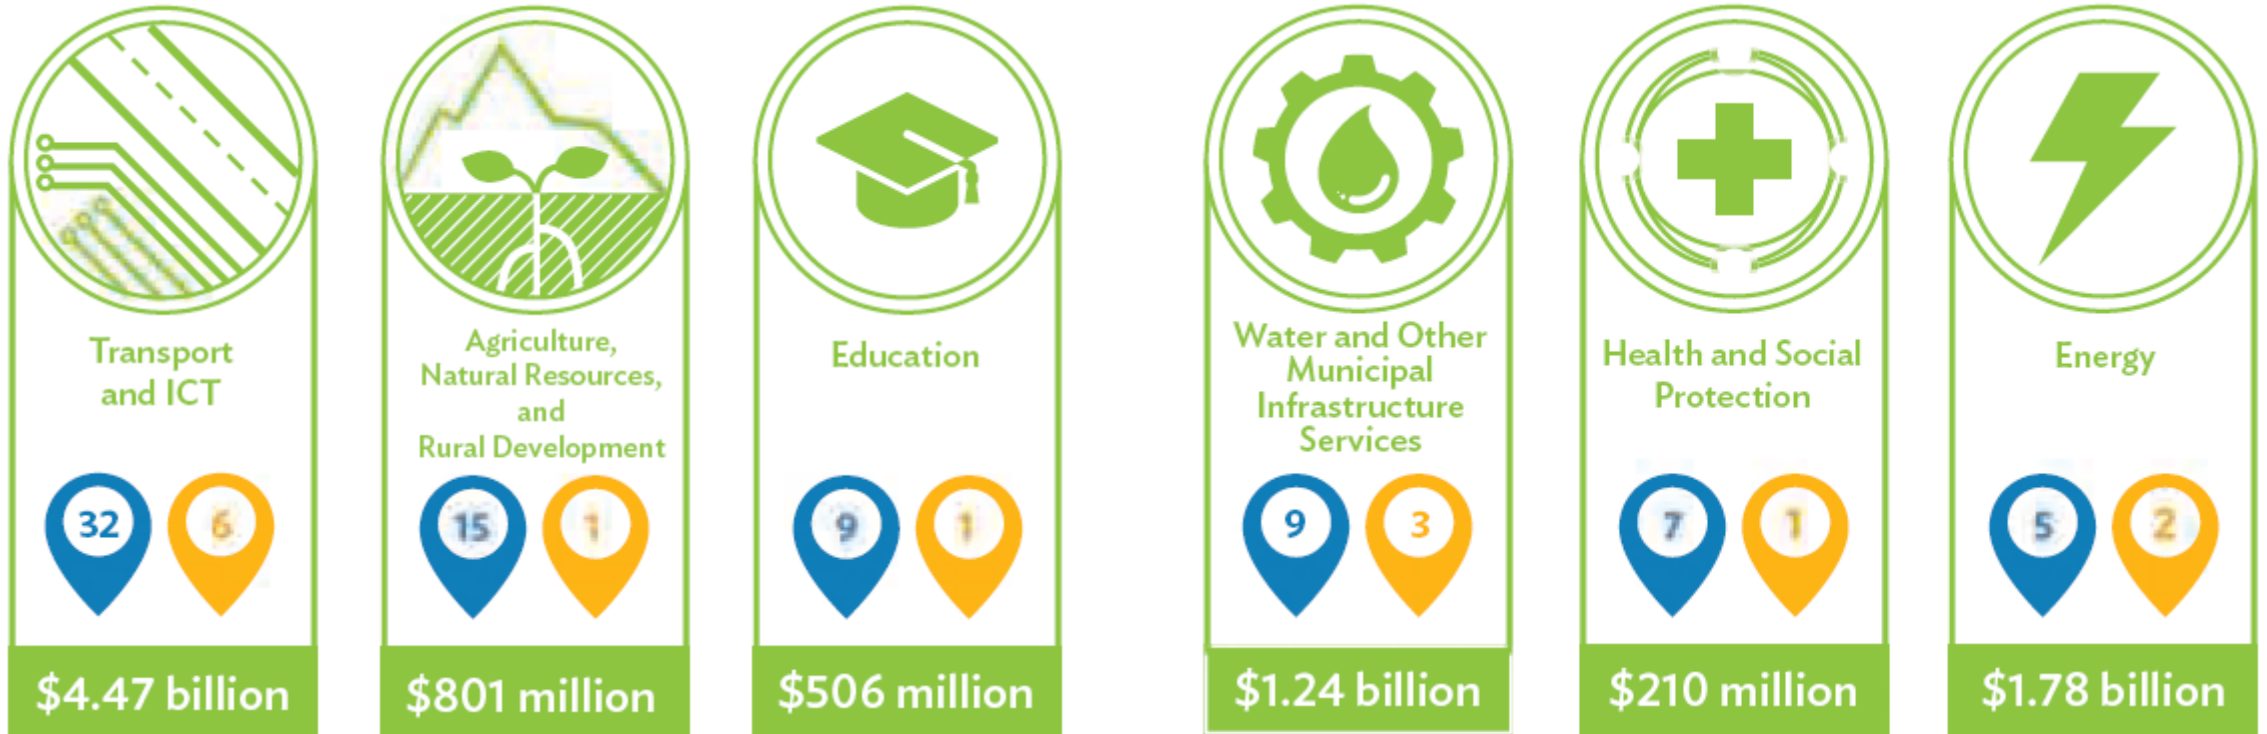 Transport
and ICT
32 6
$4.47 billion
Agriculture,
Natural Resources,
and
Rural Development
15 1
$801 million
Education
9 1
$506 million
Water and Other
Municipal
Infrastructure
Services
9 3
$1.24 billion
Health and Social
Protection
7 1
$210 million
Energy
5 2
$1.78 billion